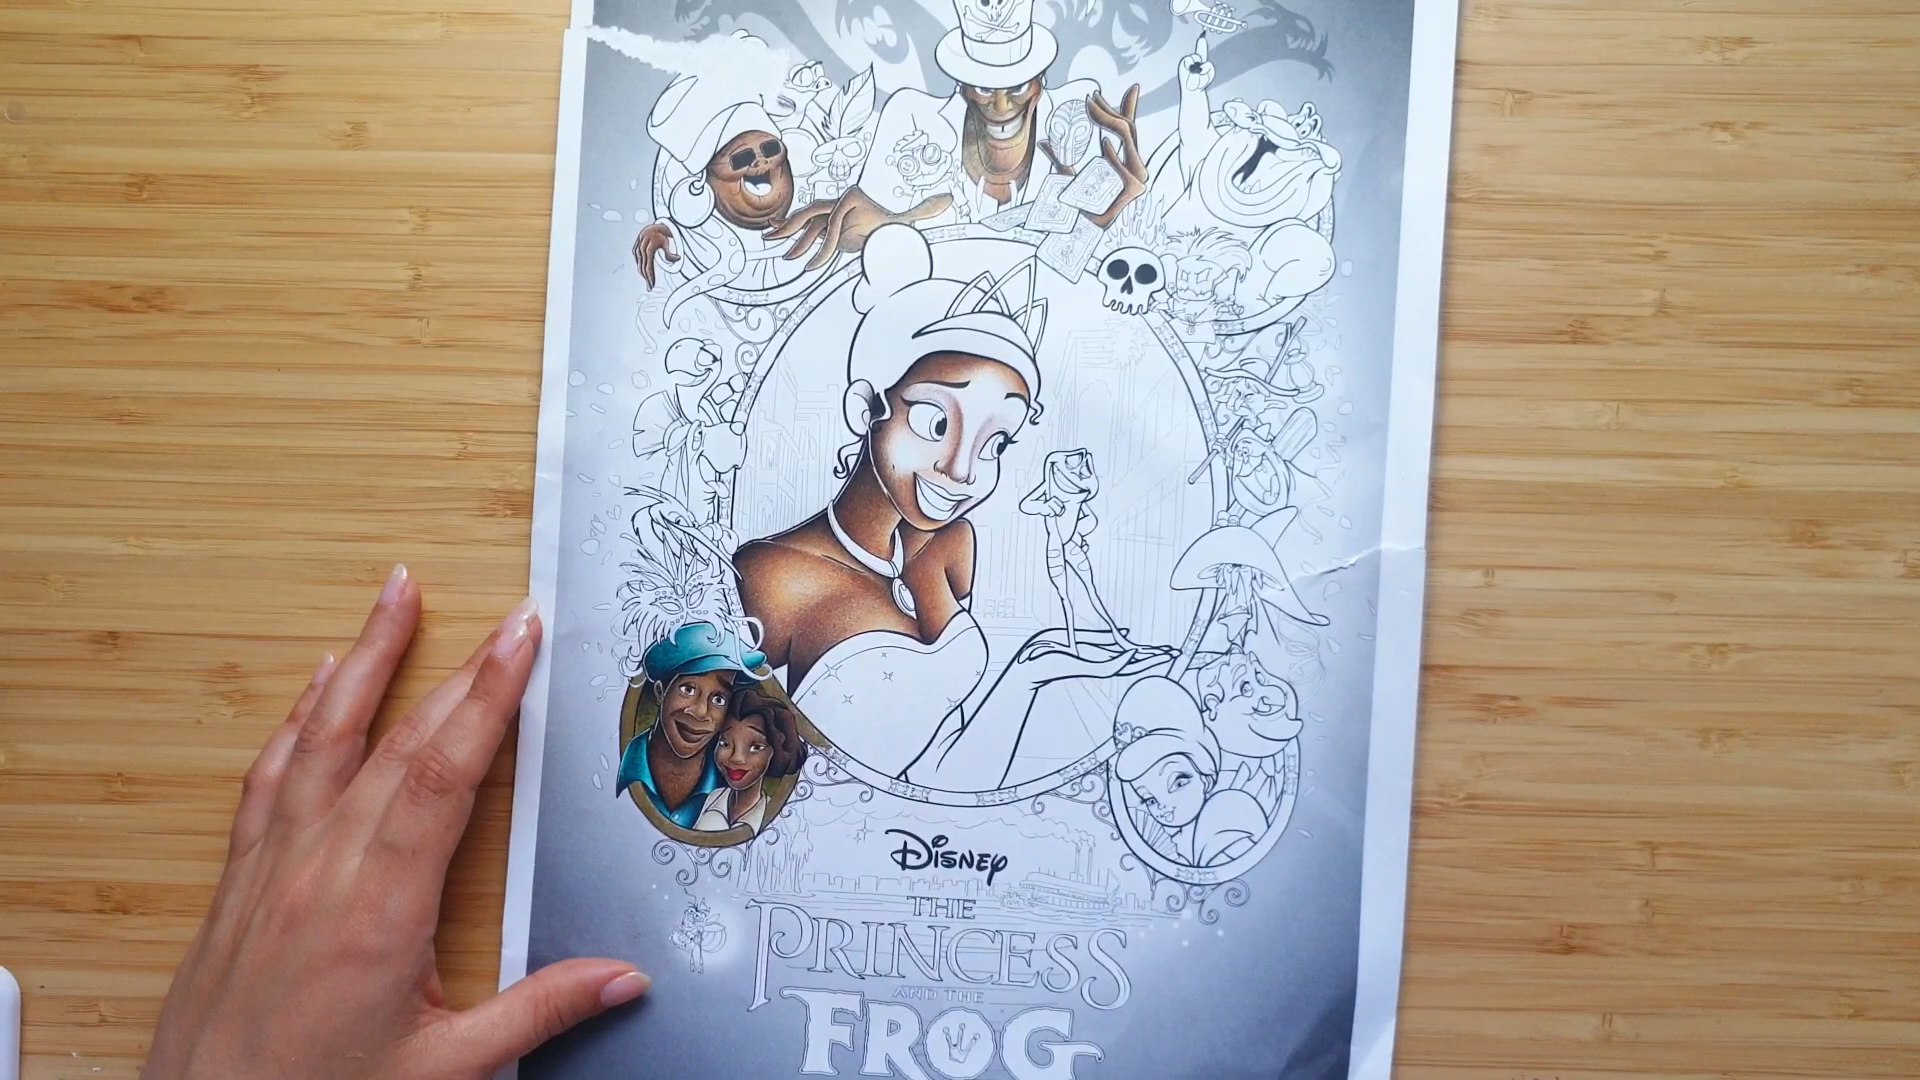 Disney
THE
PRINCESS
AND THE
FROG